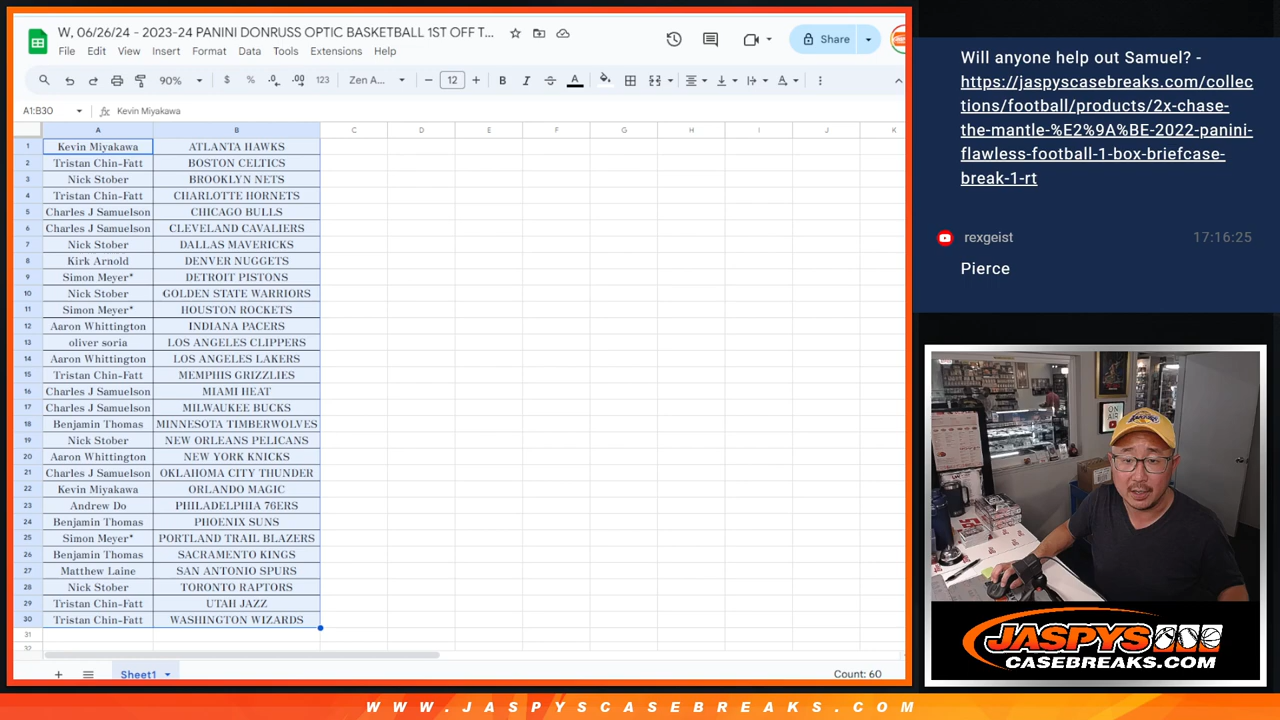 W, 06/26/24 - 2023-24 PANINI DONRUSS OPTIC BASKETBALL 1ST OFF T...
File Edit View Insert Format Data Tools Extensions Help
Share
90% $ % .0 .00 123 Zen A... 12 B I A
A1:B30 fx Kevin Miyakawa
A B C D E F G H I J K
1 Kevin Miyakawa ATLANTA HAWKS
2 Tristan Chin-Fatt BOSTON CELTICS
3 Nick Stober BROOKLYN NETS
4 Tristan Chin-Fatt CHARLOTTE HORNETS
5 Charles J Samuelson CHICAGO BULLS
6 Charles J Samuelson CLEVELAND CAVALIERS
7 Nick Stober DALLAS MAVERICKS
8 Kirk Arnold DENVER NUGGETS
9 Simon Meyer* DETROIT PISTONS
10 Nick Stober GOLDEN STATE WARRIORS
11 Simon Meyer* HOUSTON ROCKETS
12 Aaron Whittington INDIANA PACERS
13 oliver soria LOS ANGELES CLIPPERS
14 Aaron Whittington LOS ANGELES LAKERS
15 Tristan Chin-Fatt MEMPHIS GRIZZLIES
16 Charles J Samuelson MIAMI HEAT
17 Charles J Samuelson MILWAUKEE BUCKS
18 Benjamin Thomas MINNESOTA TIMBERWOLVES
19 Nick Stober NEW ORLEANS PELICANS
20 Aaron Whittington NEW YORK KNICKS
21 Charles J Samuelson OKLAHOMA CITY THUNDER
22 Kevin Miyakawa ORLANDO MAGIC
23 Andrew Do PHILADELPHIA 76ERS
24 Benjamin Thomas PHOENIX SUNS
25 Simon Meyer* PORTLAND TRAIL BLAZERS
26 Benjamin Thomas SACRAMENTO KINGS
27 Matthew Laine SAN ANTONIO SPURS
28 Nick Stober TORONTO RAPTORS
29 Tristan Chin-Fatt UTAH JAZZ
30 Tristan Chin-Fatt WASHINGTON WIZARDS
31
32
Sheet1
Count: 60
Will anyone help out Samuel? -
https://jaspyscasebreaks.com/collec
tions/football/products/2x-chase-
the-mantle-%E2%9A%BE-2022-panini-
flawless-football-1-box-briefcase-
break-1-rt
rexgeist 17:16:25
Pierce
ON
AIR
JASPYS
CASEBREAKS.COM
WWW.JASPYSCASEBREAKS.COM